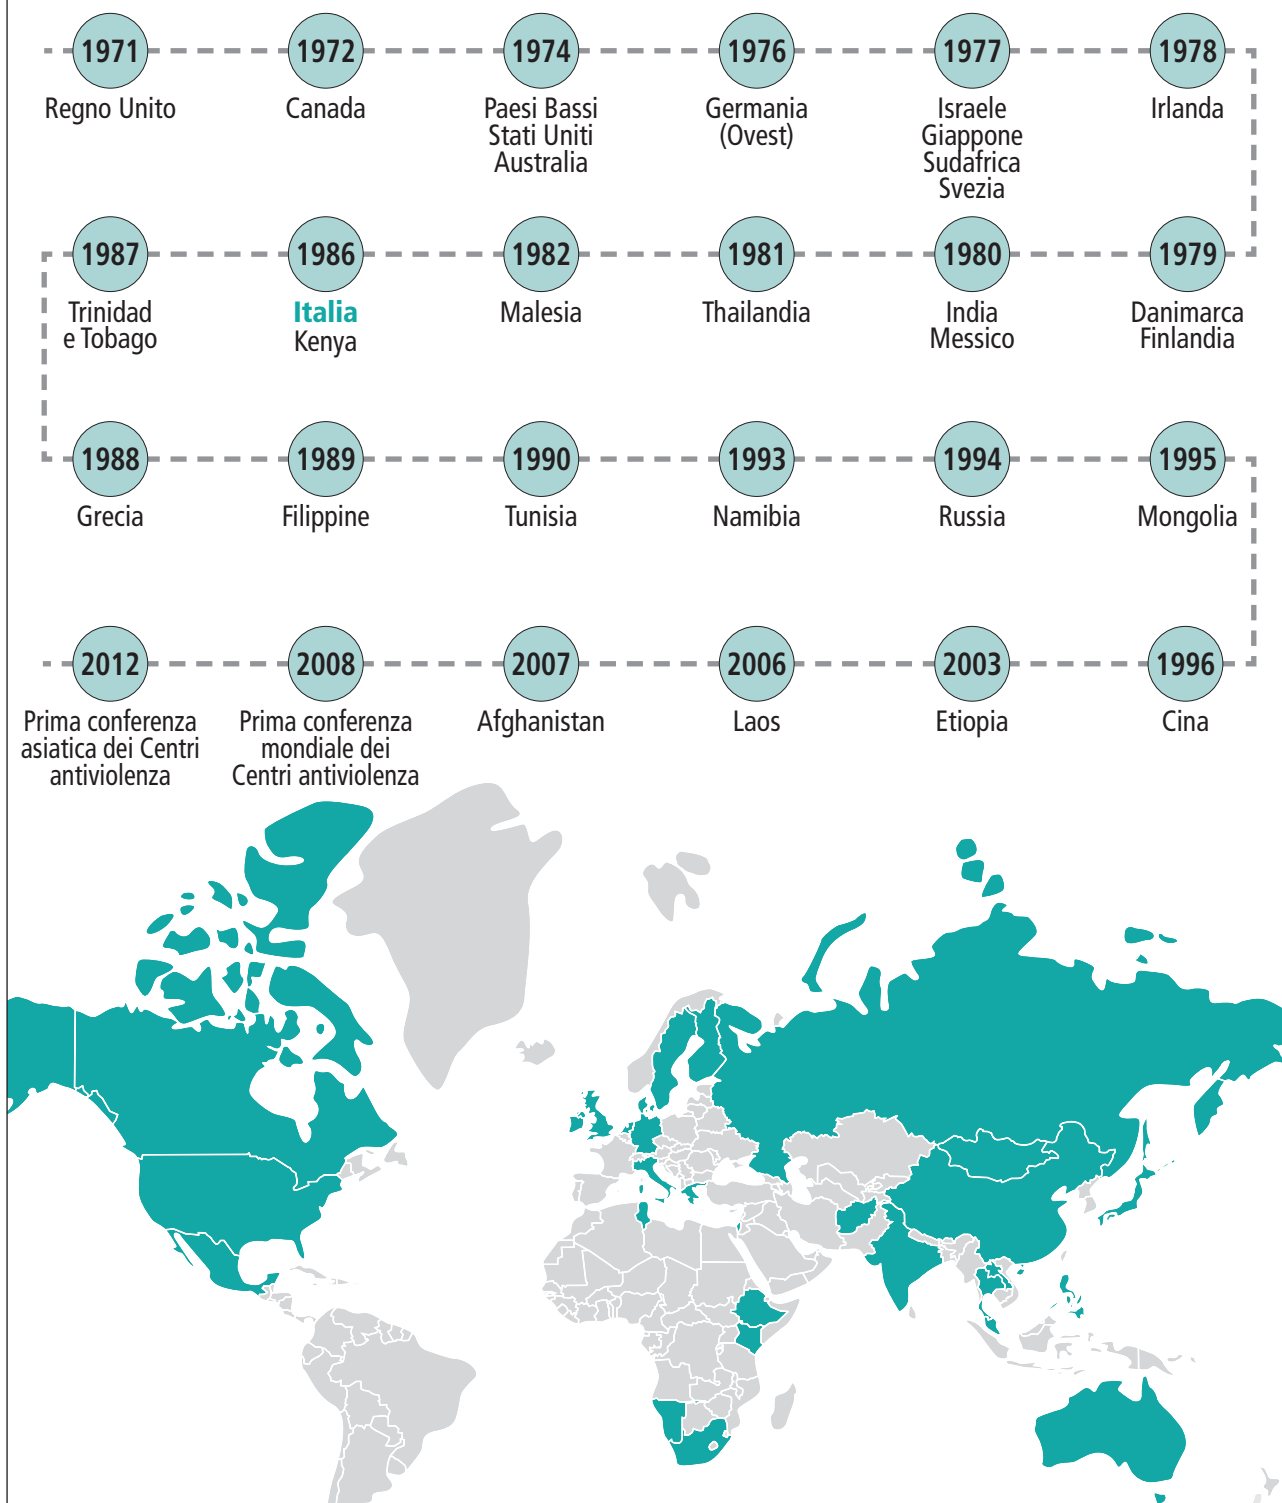 1971
Regno Unito
1972
Canada
1974
Paesi Bassi
Stati Uniti
Australia
1976
Germania
(Ovest)
1977
Israele
Giappone
Sudafrica
Svezia
1978
Irlanda
1979
Danimarca
Finlandia
1980
India
Messico
1981
Thailandia
1982
Malesia
1986
Italia
Kenya
1987
Trinidad
e Tobago
1988
Grecia
1989
Filippine
1990
Tunisia
1993
Namibia
1994
Russia
1995
Mongolia
1996
Cina
2003
Etiopia
2006
Laos
2007
Afghanistan
2008
Prima conferenza
mondiale dei
Centri antiviolenza
2012
Prima conferenza
asiatica dei Centri
antiviolenza